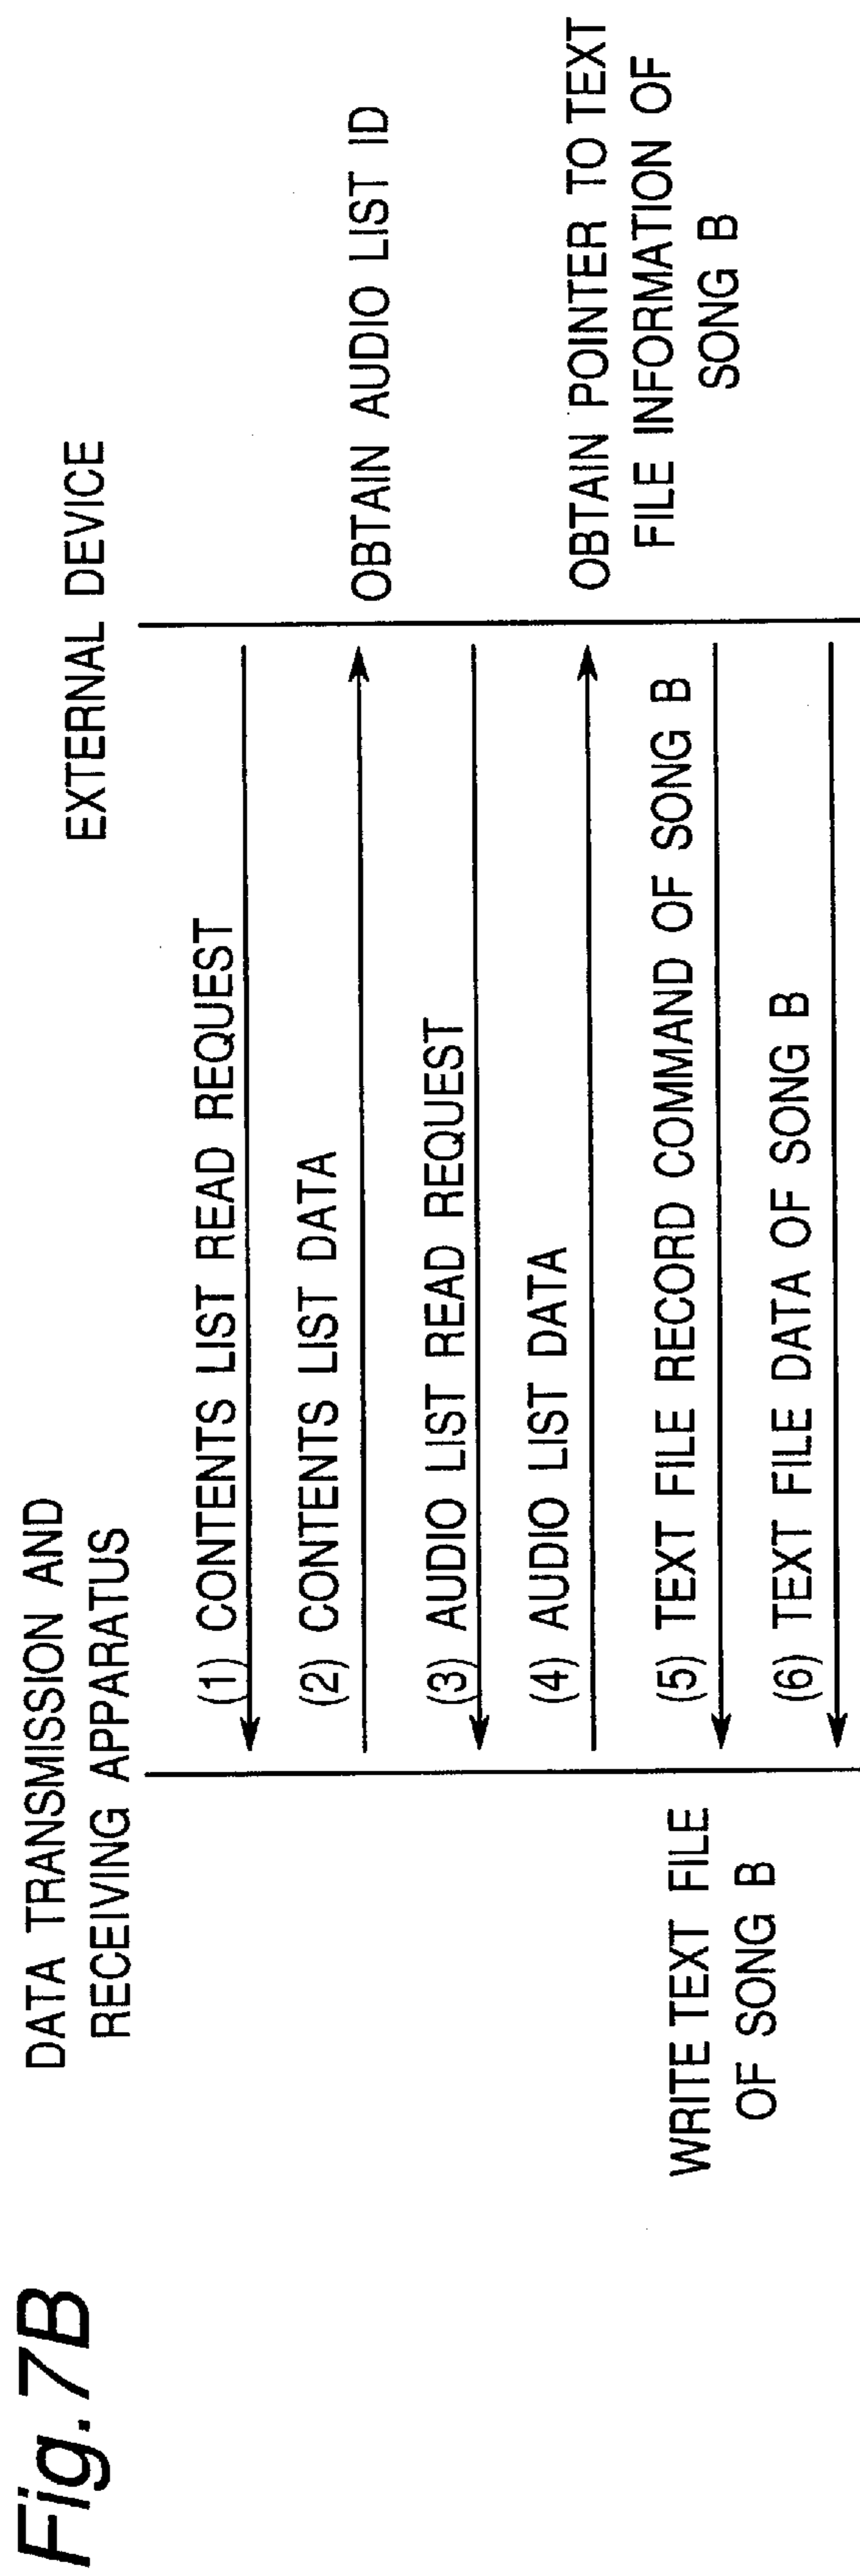 Fig.7B
DATA TRANSMISSION AND
RECEIVING APPARATUS
EXTERNAL DEVICE
(1) CONTENTS LIST READ REQUEST
(2) CONTENTS LIST DATA
OBTAIN AUDIO LIST ID
(3) AUDIO LIST READ REQUEST
(4) AUDIO LIST DATA
OBTAIN POINTER TO TEXT
FILE INFORMATION OF
SONG B
(5) TEXT FILE RECORD COMMAND OF SONG B
WRITE TEXT FILE
OF SONG B
(6) TEXT FILE DATA OF SONG B